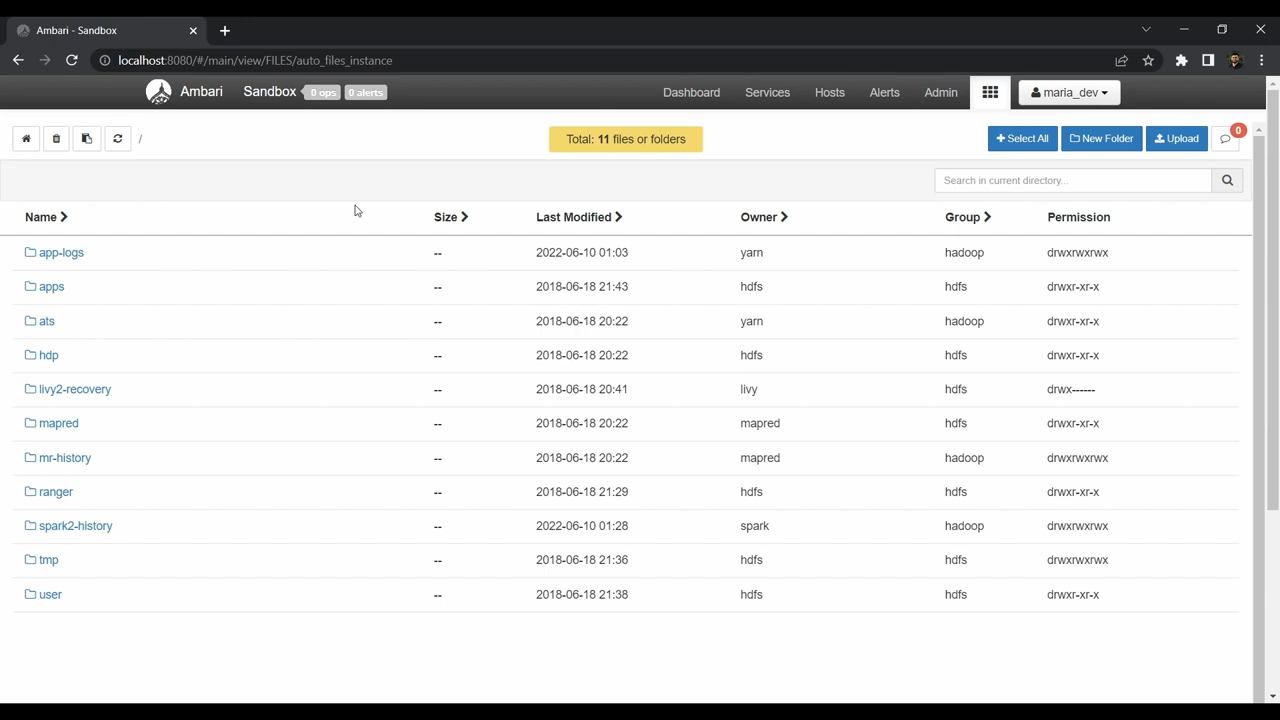 Ambari - Sandbox
localhost:8080/#/main/view/FILES/auto_files_instance
Ambari Sandbox 0 ops 0 alerts Dashboard Services Hosts Alerts Admin maria_dev
/ Total: 11 files or folders Select All New Folder Upload 0
Search in current directory...
Name Size Last Modified Owner Group Permission
app-logs -- 2022-06-10 01:03 yarn hadoop drwxrwxrwx
apps -- 2018-06-18 21:43 hdfs hdfs drwxr-xr-x
ats -- 2018-06-18 20:22 yarn hadoop drwxr-xr-x
hdp -- 2018-06-18 20:22 hdfs hdfs drwxr-xr-x
livy2-recovery -- 2018-06-18 20:41 livy hdfs drwx------
mapred -- 2018-06-18 20:22 mapred hdfs drwxr-xr-x
mr-history -- 2018-06-18 20:22 mapred hadoop drwxrwxrwx
ranger -- 2018-06-18 21:29 hdfs hdfs drwxr-xr-x
spark2-history -- 2022-06-10 01:28 spark hadoop drwxrwxrwx
tmp -- 2018-06-18 21:36 hdfs hdfs drwxrwxrwx
user -- 2018-06-18 21:38 hdfs hdfs drwxr-xr-x